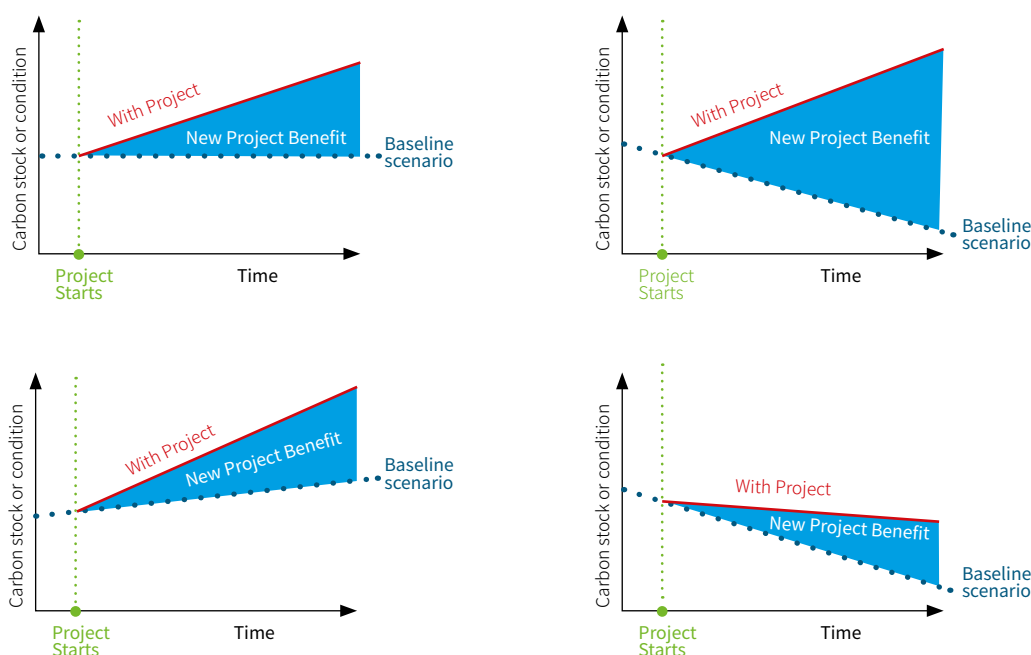 Carbon stock or condition
With Project
New Project Benefit
Baseline
scenario
Project
Starts
Time
Carbon stock or condition
With Project
New Project Benefit
Baseline
scenario
Project
Starts
Time
Carbon stock or condition
With Project
New Project Benefit
Baseline
scenario
Project
Starts
Time
Carbon stock or condition
With Project
New Project Benefit
Baseline
scenario
Project
Starts
Time